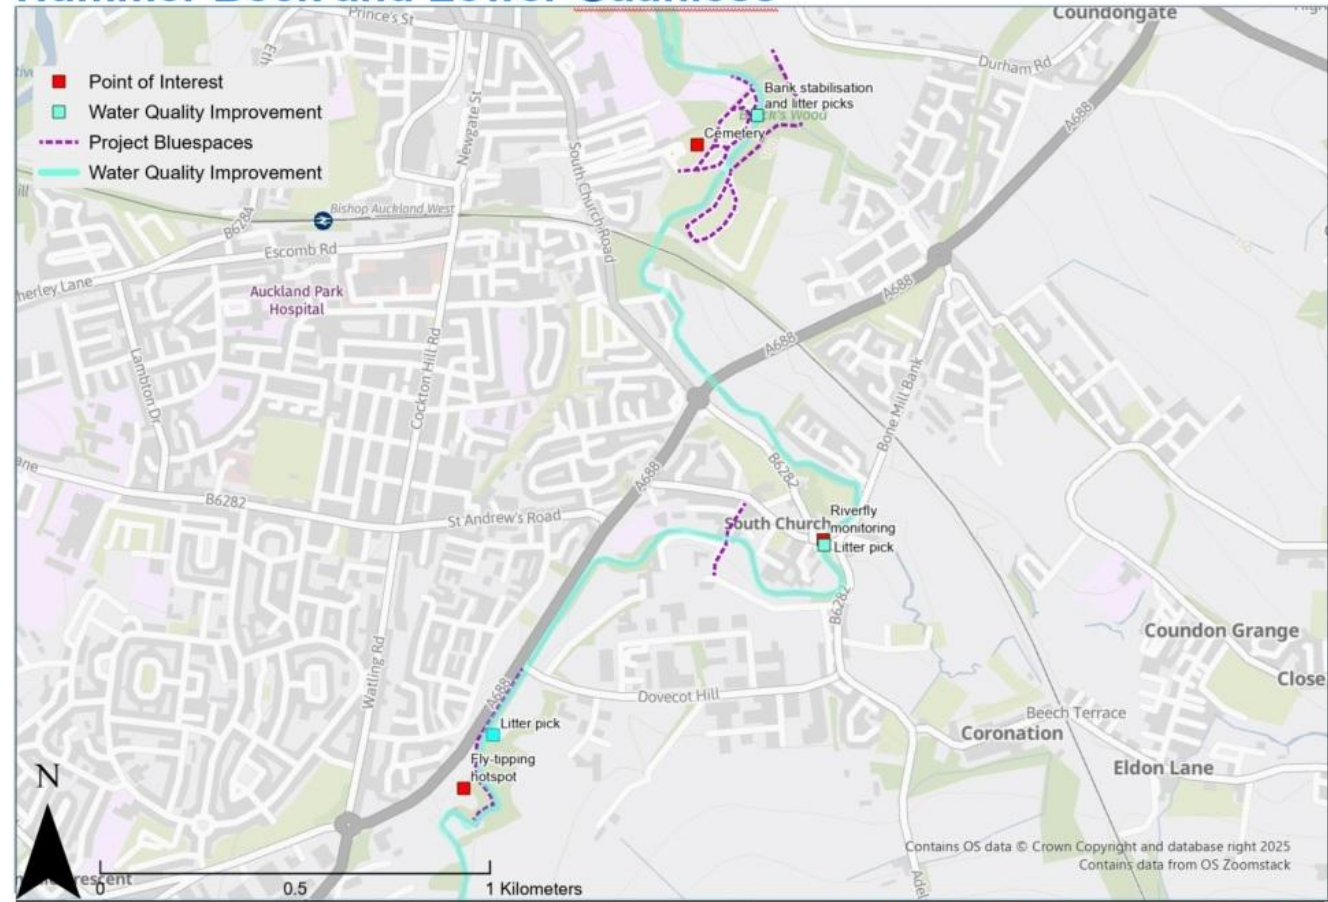 Prince's St
Coundongate
Durham Rd
Point of Interest
Water Quality Improvement
Project Bluespaces
Water Quality Improvement
Newgate St
South Church Road
Bank stabilisation
and litter picks
Cemetery
A688
B6284
Bishop Auckland West
Escomb Rd
herley Lane
Auckland Park
Hospital
A688
A688
Lambton Dr
Cockton Hill Rd
Bone Mill Bank
B6282
A688
B6282
St Andrew's Road
South Church
Riverfly
monitoring
Litter pick
B6282
Coundon Grange
Close
Watling Rd
A688
Dovecot Hill
Litter pick
Beech Terrace
Coronation
Fly-tipping
hotspot
Eldon Lane
N
Contains OS data © Crown Copyright and database right 2025
Contains data from OS Zoomstack
rescent
0
0.5
1 Kilometers
Adel